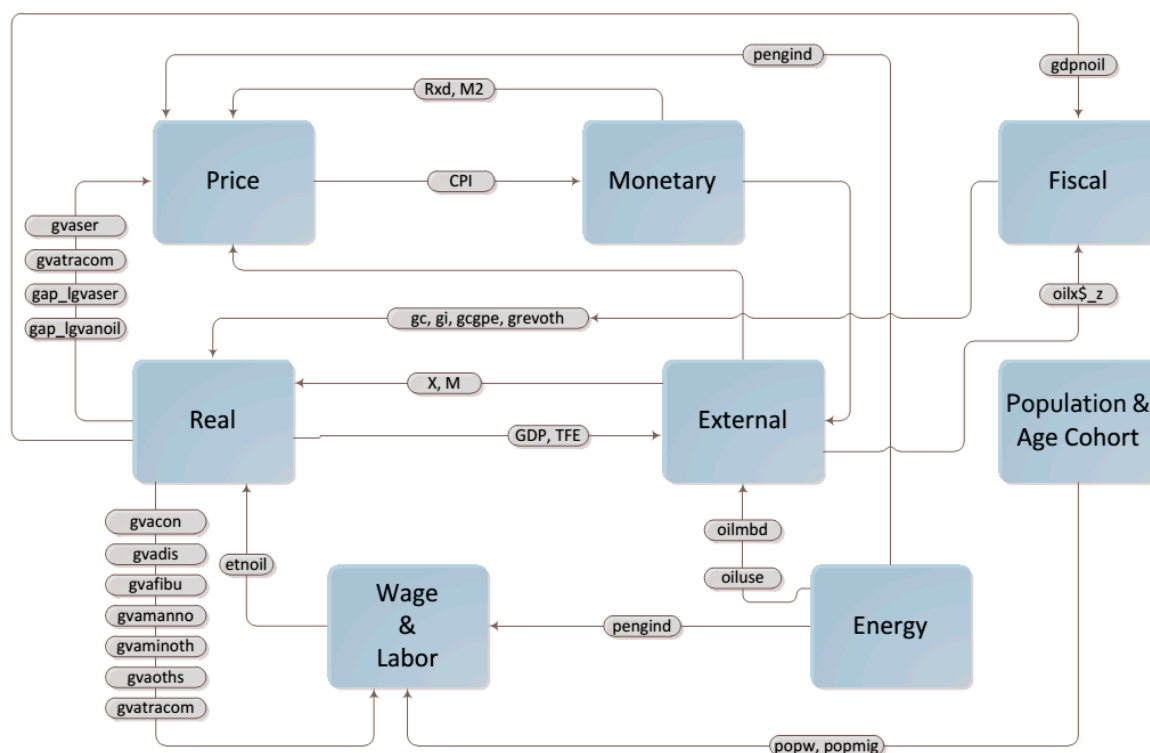 pengind
gdpnoil
Rxd, M2
Price
CPI
Monetary
Fiscal
gvaser
gvatracom
gap_lgvaser
gap_lgvanoil
oilx$_z
gc, gi, gcgpe, grevoth
Real
X, M
GDP, TFE
External
Population &
Age Cohort
gvacon
gvadis
gvafibu
gvamanno
gvaminoth
gvaoths
gvatracom
etnoil
Wage
&
Labor
oilmbd
oiluse
pengind
Energy
popw, popmig